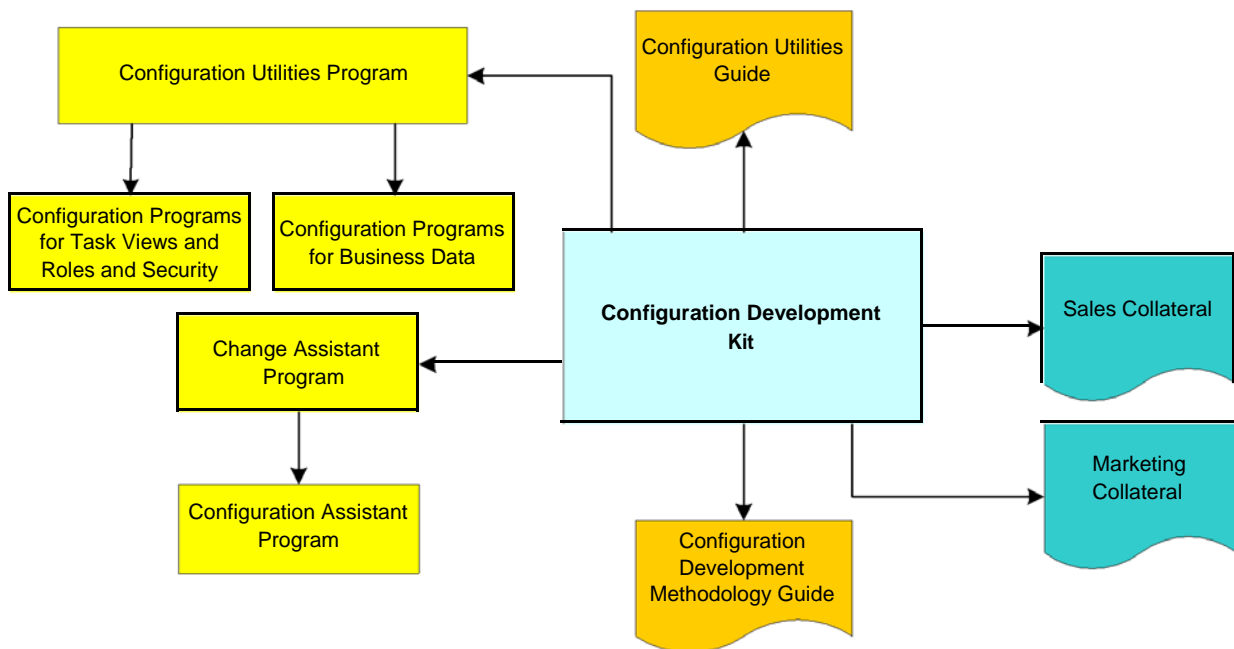 Configuration Utilities Program
Configuration Utilities
Guide
Configuration Programs
for Task Views and
Roles and Security
Configuration Programs
for Business Data
Configuration Development
Kit
Sales Collateral
Change Assistant
Program
Marketing
Collateral
Configuration Assistant
Program
Configuration
Development
Methodology Guide